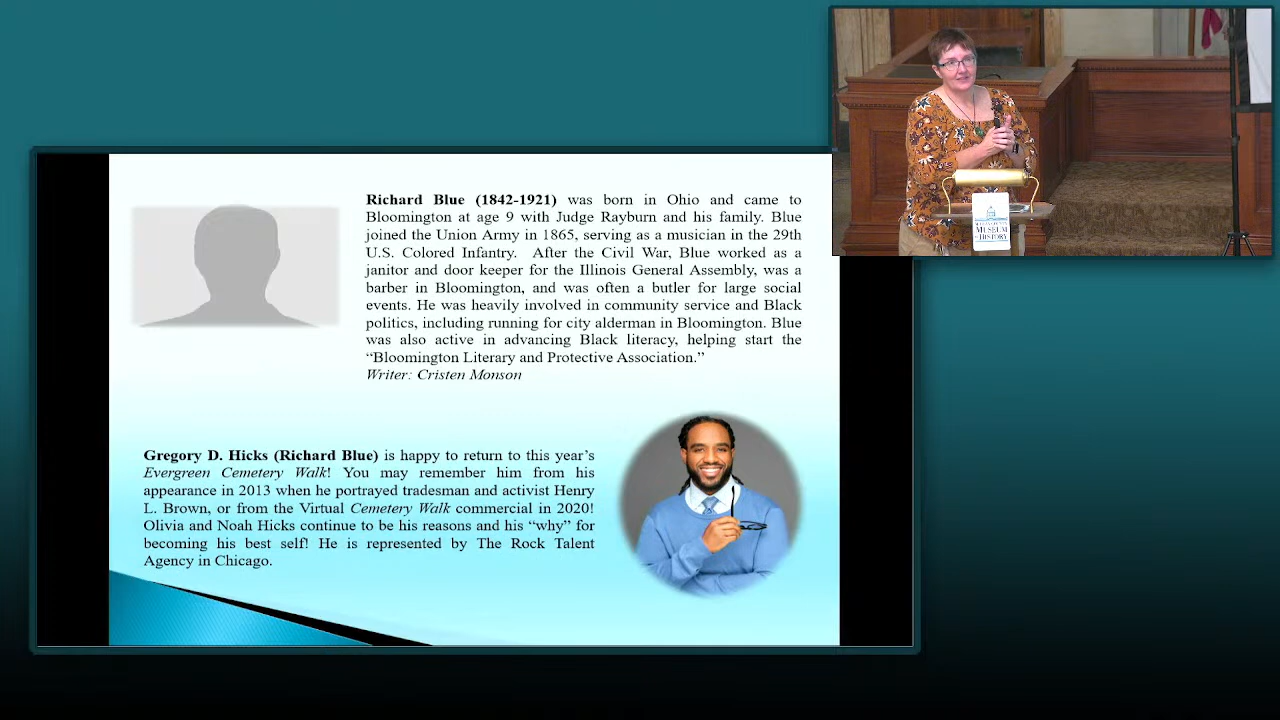 Richard Blue (1842-1921) was born in Ohio and came to
Bloomington at age 9 with Judge Rayburn and his family. Blue
joined the Union Army in 1865, serving as a musician in the 29th
U.S. Colored Infantry. After the Civil War, Blue worked as a
janitor and door keeper for the Illinois General Assembly, was a
barber in Bloomington, and was often a butler for large social
events. He was heavily involved in community service and Black
politics, including running for city alderman in Bloomington. Blue
was also active in advancing Black literacy, helping start the
“Bloomington Literary and Protective Association.”
Writer: Cristen Monson
Gregory D. Hicks (Richard Blue) is happy to return to this year’s
Evergreen Cemetery Walk! You may remember him from his
appearance in 2013 when he portrayed tradesman and activist Henry
L. Brown, or from the Virtual Cemetery Walk commercial in 2020!
Olivia and Noah Hicks continue to be his reasons and his “why” for
becoming his best self! He is represented by The Rock Talent
Agency in Chicago.
MUSEUM
HISTORY